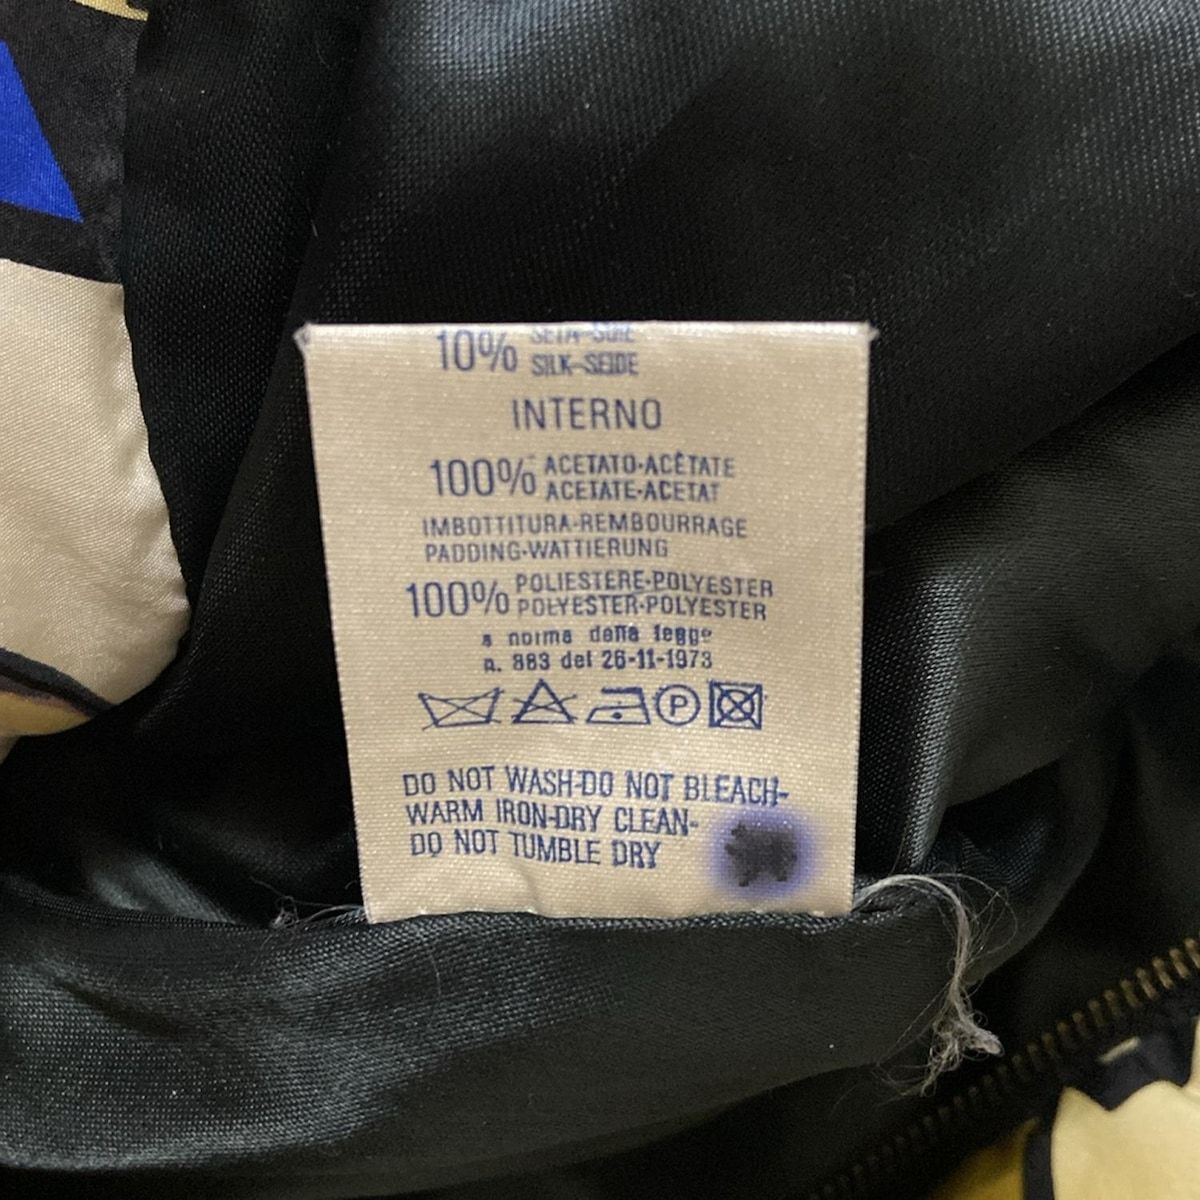 10% SETA-SOIE
SILK-SEIDE
INTERNO
100% ACETATO-ACÊTATE
ACETATE-ACETAT
IMBOTTITURA-REMBOURRAGE
PADDING-WATTIERUNG
100% POLIESTERE-POLYESTER
POLYESTER-POLYESTER
a norma della legge
n. 883 del 26-11-1973
P
DO NOT WASH-DO NOT BLEACH-
WARM IRON-DRY CLEAN-
DO NOT TUMBLE DRY